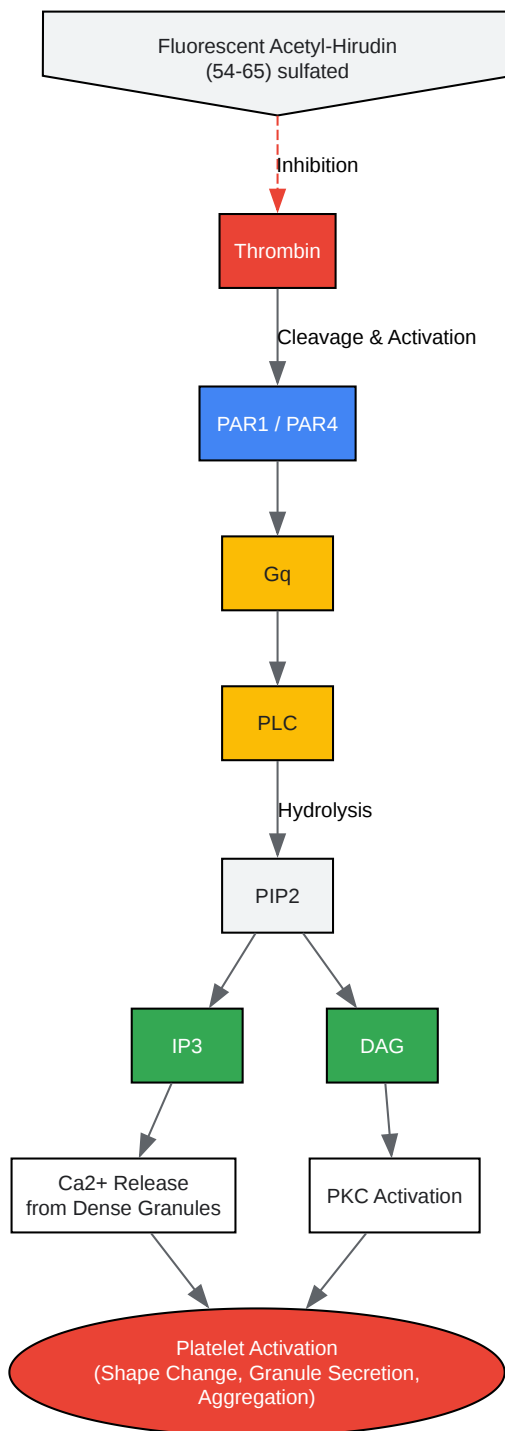 Fluorescent Acetyl-Hirudin
(54-65) sulfated
Inhibition
Thrombin
Cleavage & Activation
PAR1 / PAR4
Gq
PLC
Hydrolysis
PIP2
IP3
DAG
Ca2+ Release
from Dense Granules
PKC Activation
Platelet Activation
(Shape Change, Granule Secretion,
Aggregation)